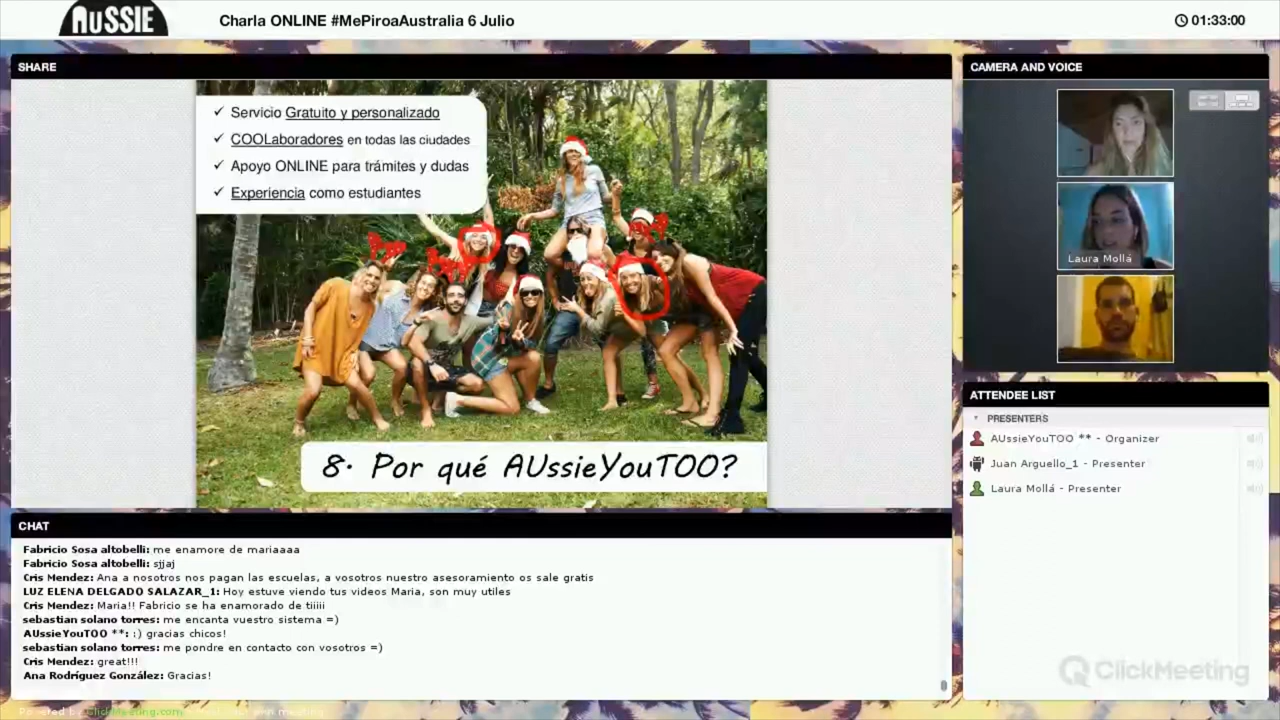 AUSSIE
Charla ONLINE #MePiroaAustralia 6 Julio
01:33:00
SHARE
✓ Servicio Gratuito y personalizado
✓ COOLaboradores en todas las ciudades
✓ Apoyo ONLINE para trámites y dudas
✓ Experiencia como estudiantes
8. Por qué AUssieYouTOO?
CAMERA AND VOICE
Laura Mollá
ATTENDEE LIST
PRESENTERS
AUssieYouTOO ** - Organizer
Juan Arguello_1 - Presenter
Laura Mollá - Presenter
CHAT
Fabricio Sosa altobelli: me enamore de mariaaaa
Fabricio Sosa altobelli: sjjaj
Cris Mendez: Ana a nosotros nos pagan las escuelas, a vosotros nuestro asesoramiento os sale gratis
LUZ ELENA DELGADO SALAZAR_1: Hoy estuve viendo tus videos Maria, son muy utiles
Cris Mendez: Maria!! Fabricio se ha enamorado de tiiiii
sebastian solano torres: me encanta vuestro sistema =)
AUssieYouTOO **: :) gracias chicos!
sebastian solano torres: me pondre en contacto con vosotros =)
Cris Mendez: great!!!
Ana Rodríguez González: Gracias!
ClickMeeting
Powered by ClickMeeting.com